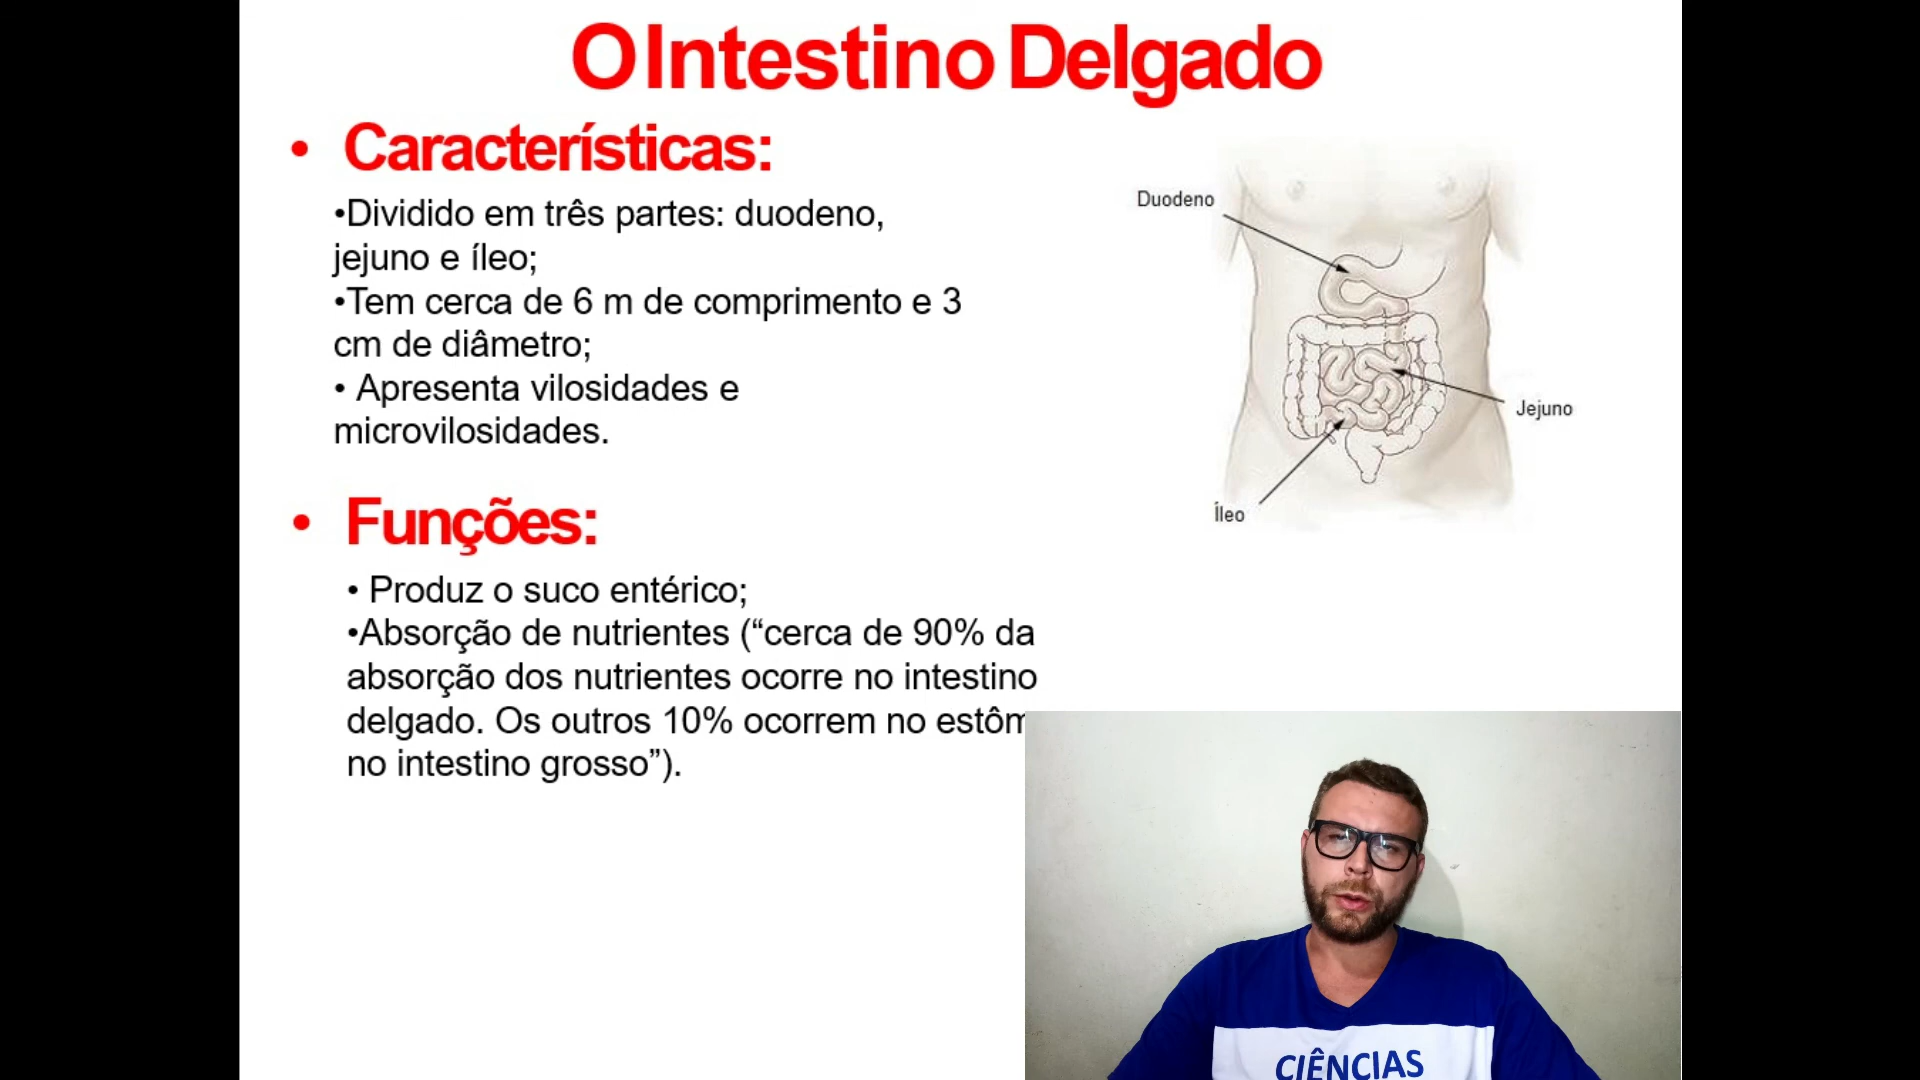 O Intestino Delgado
• Características:
•Dividido em três partes: duodeno,
jejuno e íleo;
•Tem cerca de 6 m de comprimento e 3
cm de diâmetro;
• Apresenta vilosidades e
microvilosidades.
Duodeno
Jejuno
Íleo
• Funções:
• Produz o suco entérico;
•Absorção de nutrientes (“cerca de 90% da
absorção dos nutrientes ocorre no intestino
delgado. Os outros 10% ocorrem no
no intestino grosso”).
CIÊNCIAS